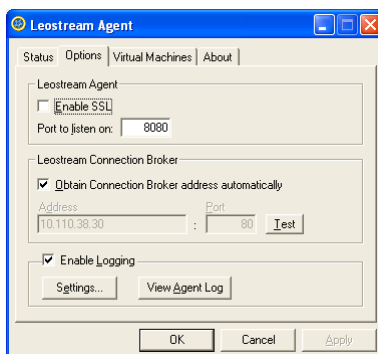 Leostream Agent
Status Options Virtual Machines About
Leostream Agent
Enable SSL
Port to listen on: 8080
Leostream Connection Broker
Obtain Connection Broker address automatically
Address Port
10.110.38.30 : 80 Test
Enable Logging
Settings... View Agent Log
OK Cancel Apply